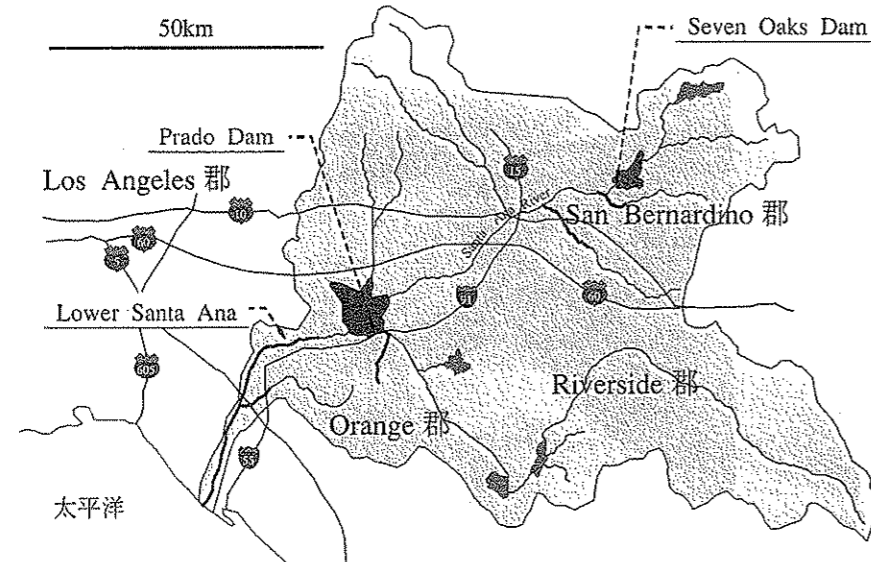 50km
Seven Oaks Dam
Prado Dam
Los Angeles 郡
15
10
San Bernardino 郡
Santa Ana River
60
91
60
Lower Santa Ana
605
Riverside 郡
Orange 郡
55
太平洋